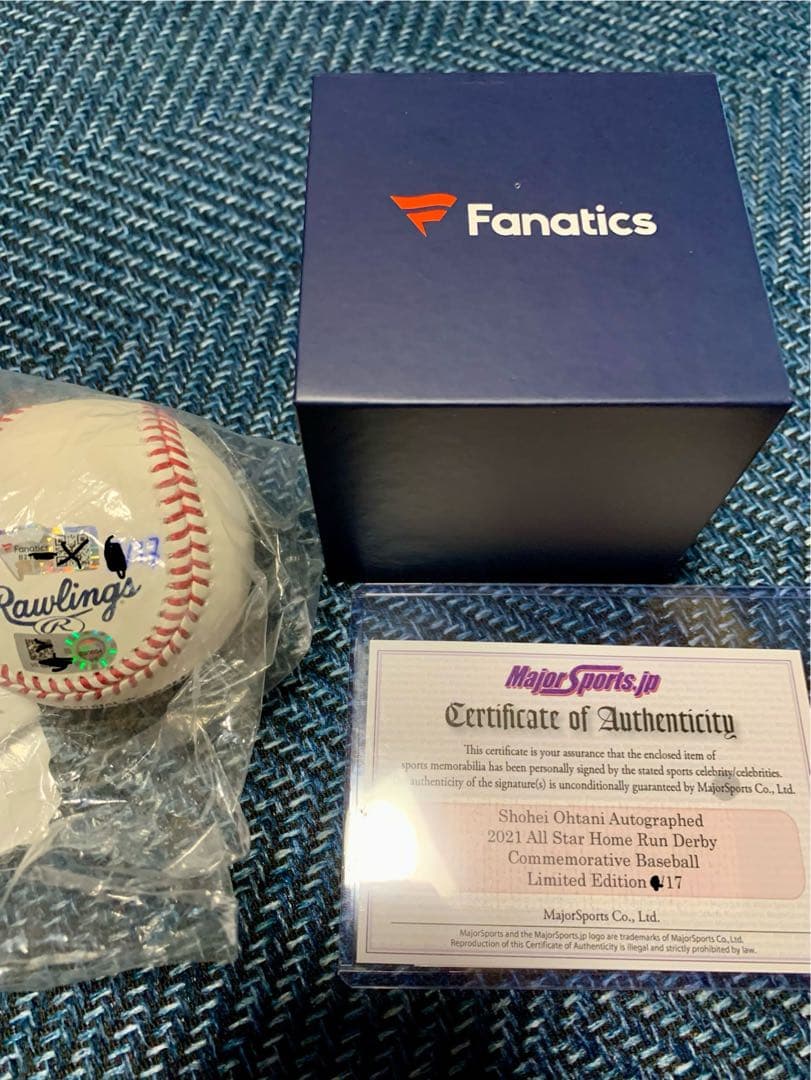 Fanatics
Fanatics
/17
Rawlings
R
MajorSports.jp
Certificate of Authenticity
This certificate is your assurance that the enclosed item of
sports memorabilia has been personally signed by the stated sports celebrity/celebrities.
authenticity of the signature(s) is unconditionally guaranteed by MajorSports Co., Ltd.
Shohei Ohtani Autographed
2021 All Star Home Run Derby
Commemorative Baseball
Limited Edition /17
MajorSports Co., Ltd.
MajorSports and the MajorSports.jp logo are trademarks of MajorSports Co., Ltd.
Reproduction of this Certificate of Authenticity is illegal and strictly prohibited by law.